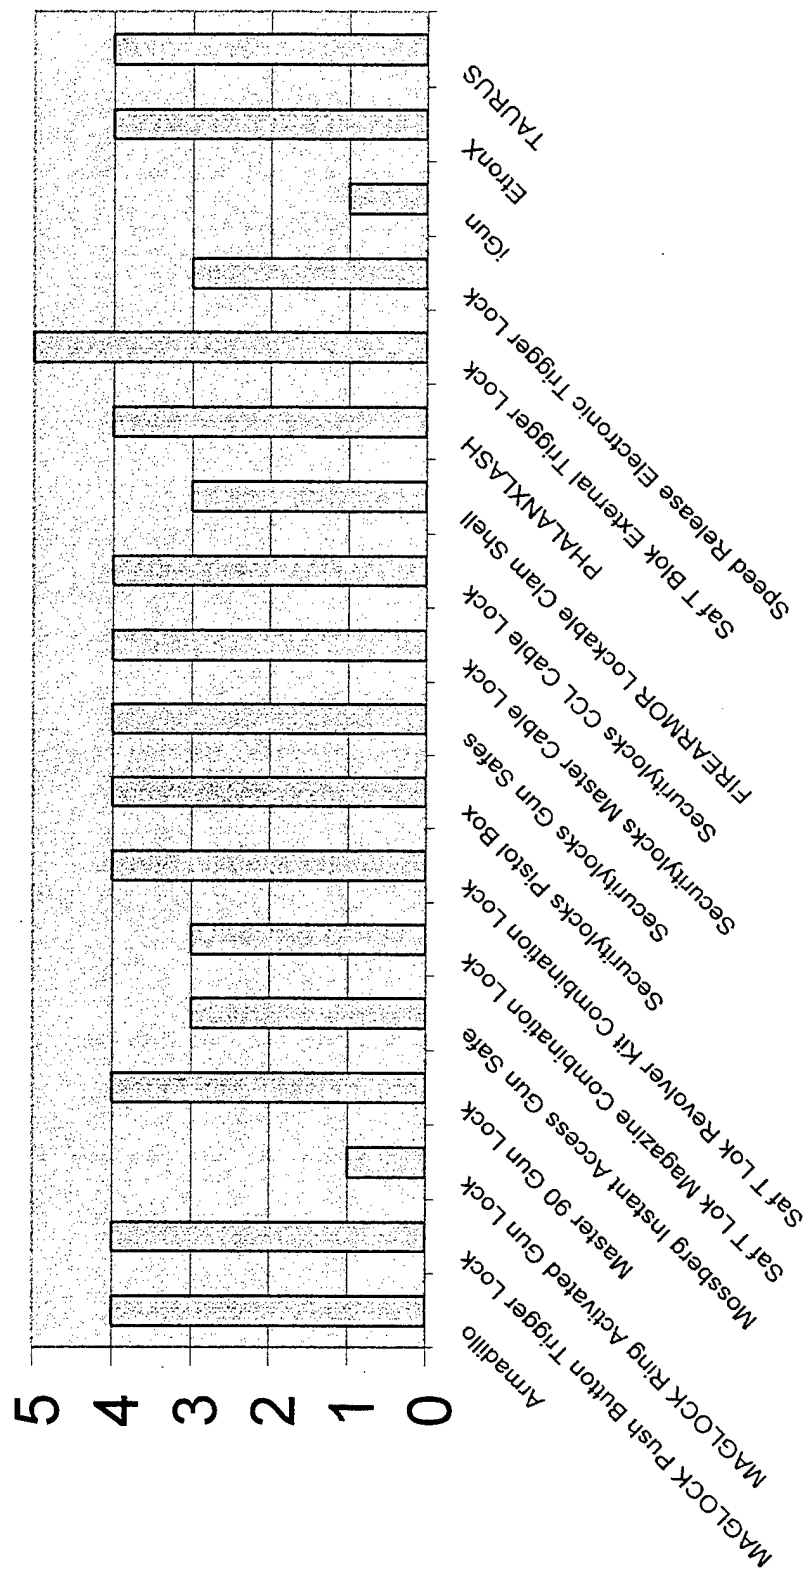 5
4
3
2
1
0
Armadillo
MAGLOCK Push Button Trigger Lock
MAGLOCK Ring Activated Gun Lock
Master 90 Gun Lock
Mossberg Instant Access Gun Safe
Saf T Lok Magazine Combination Lock
Saf T Lok Revolver Kit Combination Lock
Securitylocks Pistol Box
Securitylocks Gun Safes
Securitylocks Master Cable Lock
Securitylocks CCL Cable Lock
FIREARMOR Lockable Clam Shell
PHALANXLASH
Saf T Blok External Trigger Lock
Speed Release Electronic Trigger Lock
iGun
EtronX
TAURUS